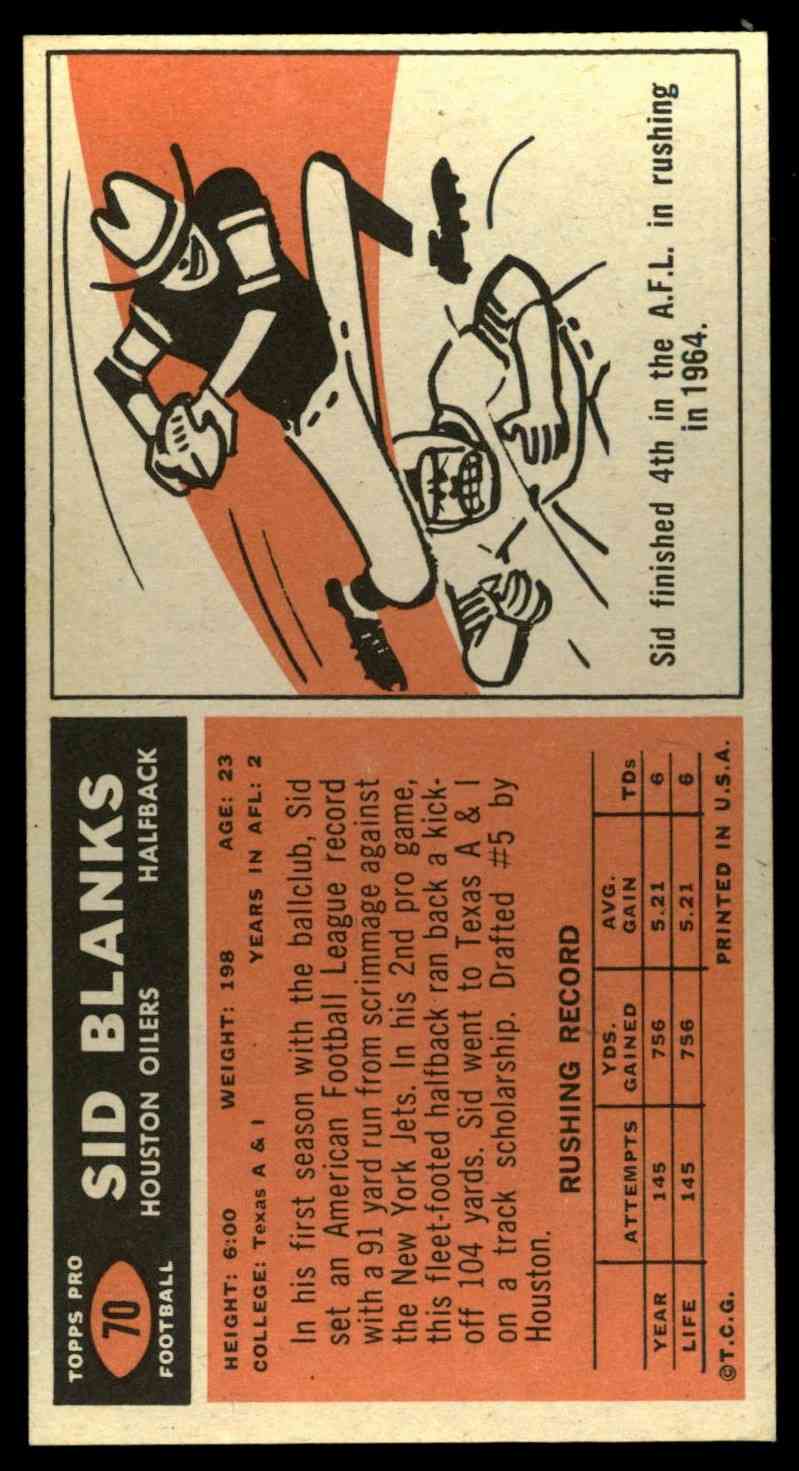 TOPPS PRO
70
FOOTBALL
SID BLANKS
HOUSTON OILERS HALFBACK
HEIGHT: 6:00 WEIGHT: 198 AGE: 23
COLLEGE: Texas A & I YEARS IN AFL: 2
In his first season with the ballclub, Sid
set an American Football League record
with a 91 yard run from scrimmage against
the New York Jets. In his 2nd pro game,
this fleet-footed halfback ran back a kick-
off 104 yards. Sid went to Texas A & I
on a track scholarship. Drafted #5 by
Houston.
RUSHING RECORD
ATTEMPTS YDS. GAINED AVG. GAIN TDs
YEAR 145 756 5.21 6
LIFE 145 756 5.21 6
©T.C.G. PRINTED IN U.S.A.
Sid finished 4th in the A.F.L. in rushing
in 1964.